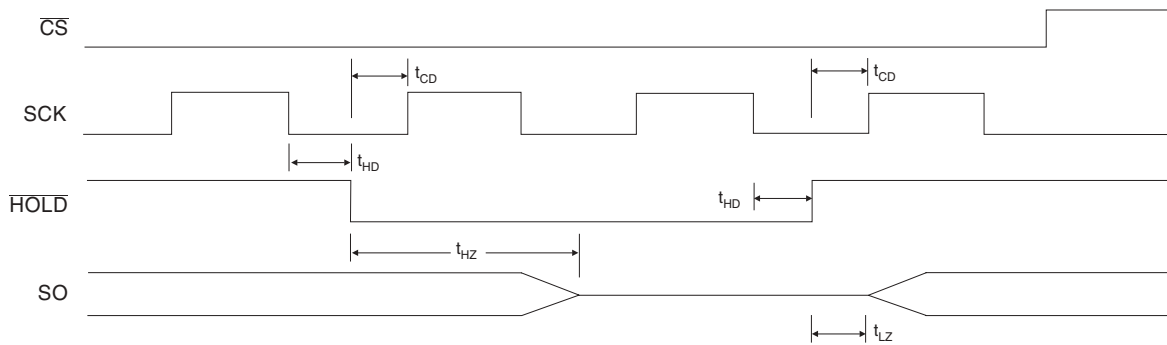 CS
t_CD t_CD
SCK
t_HD
HOLD
t_HD
t_HZ
SO
t_LZ